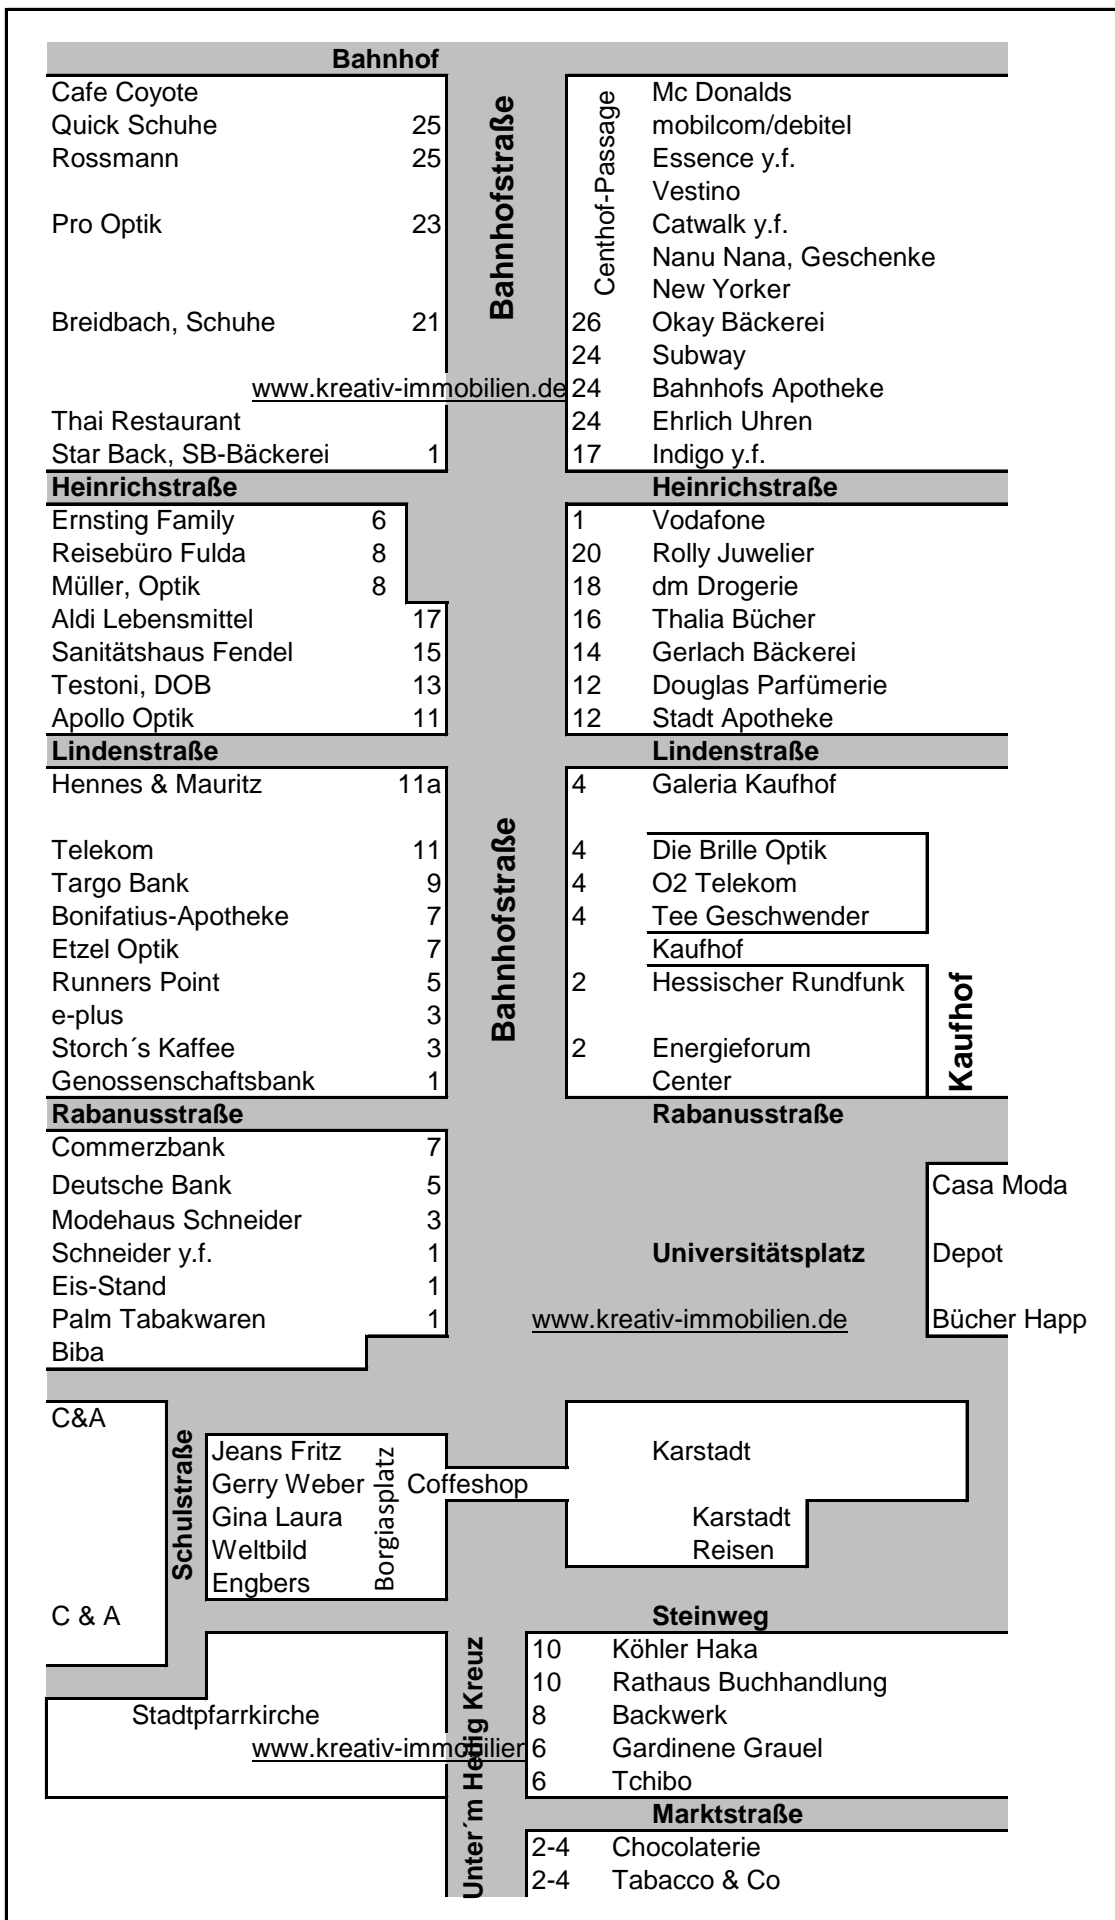 Bahnhof
Cafe Coyote
Mc Donalds
Quick Schuhe 25
mobilcom/debitel
Rossmann 25
Essence y.f.
Vestino
Pro Optik 23
Catwalk y.f.
Nanu Nana, Geschenke
New Yorker
Bahnhofstraße
Centhof-Passage
Breidbach, Schuhe 21
26 Okay Bäckerei
24 Subway
www.kreativ-immobilien.de
24 Bahnhofs Apotheke
Thai Restaurant
24 Ehrlich Uhren
Star Back, SB-Bäckerei 1
17 Indigo y.f.
Heinrichstraße
Heinrichstraße
Ernsting Family 6
1 Vodafone
Reisebüro Fulda 8
20 Rolly Juwelier
Müller, Optik 8
18 dm Drogerie
Aldi Lebensmittel 17
16 Thalia Bücher
Sanitätshaus Fendel 15
14 Gerlach Bäckerei
Testoni, DOB 13
12 Douglas Parfümerie
Apollo Optik 11
12 Stadt Apotheke
Lindenstraße
Lindenstraße
Hennes & Mauritz 11a
4 Galeria Kaufhof
Telekom 11
4 Die Brille Optik
Targo Bank 9
4 O2 Telekom
Bonifatius-Apotheke 7
4 Tee Geschwender
Etzel Optik 7
Kaufhof
Runners Point 5
2 Hessischer Rundfunk
e-plus 3
Storch´s Kaffee 3
2 Energieforum
Genossenschaftsbank 1
Center
Bahnhofstraße
Kaufhof
Rabanusstraße
Rabanusstraße
Commerzbank 7
Deutsche Bank 5
Casa Moda
Modehaus Schneider 3
Schneider y.f. 1
Universitätsplatz
Depot
Eis-Stand 1
Palm Tabakwaren 1
www.kreativ-immobilien.de
Bücher Happ
Biba
C&A
Schulstraße
Jeans Fritz
Karstadt
Gerry Weber
Borgiasplatz
Coffeshop
Gina Laura
Karstadt
Weltbild
Reisen
Engbers
C & A
Steinweg
10 Köhler Haka
10 Rathaus Buchhandlung
Stadtpfarrkirche
8 Backwerk
www.kreativ-immobilien
6 Gardinene Grauel
6 Tchibo
Unter´m Heilig Kreuz
Marktstraße
2-4 Chocolaterie
2-4 Tabacco & Co